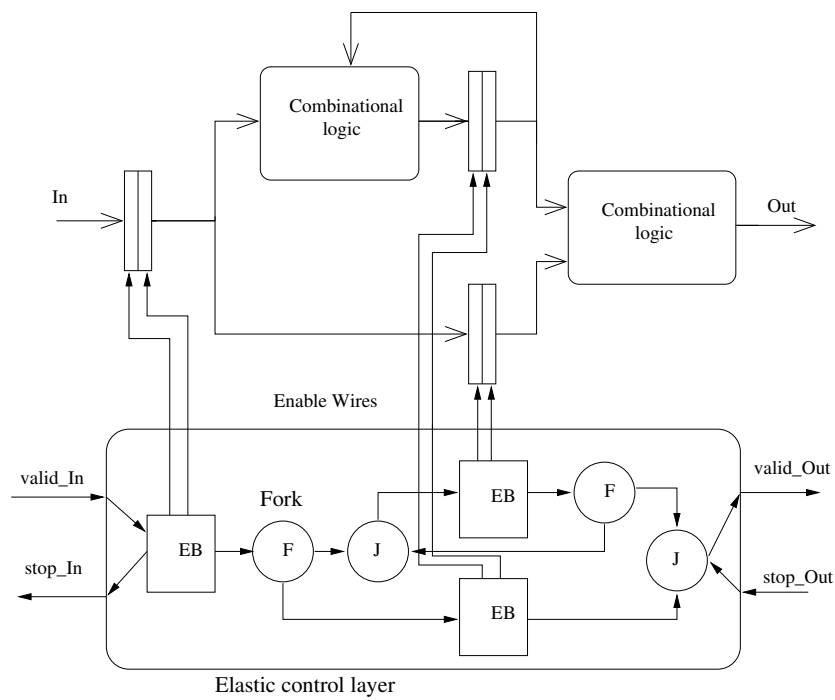 Combinational
logic
In
Combinational
logic
Out
Enable Wires
valid_In
valid_Out
EB
F
Fork
EB
F
J
J
stop_In
stop_Out
EB
Elastic control layer